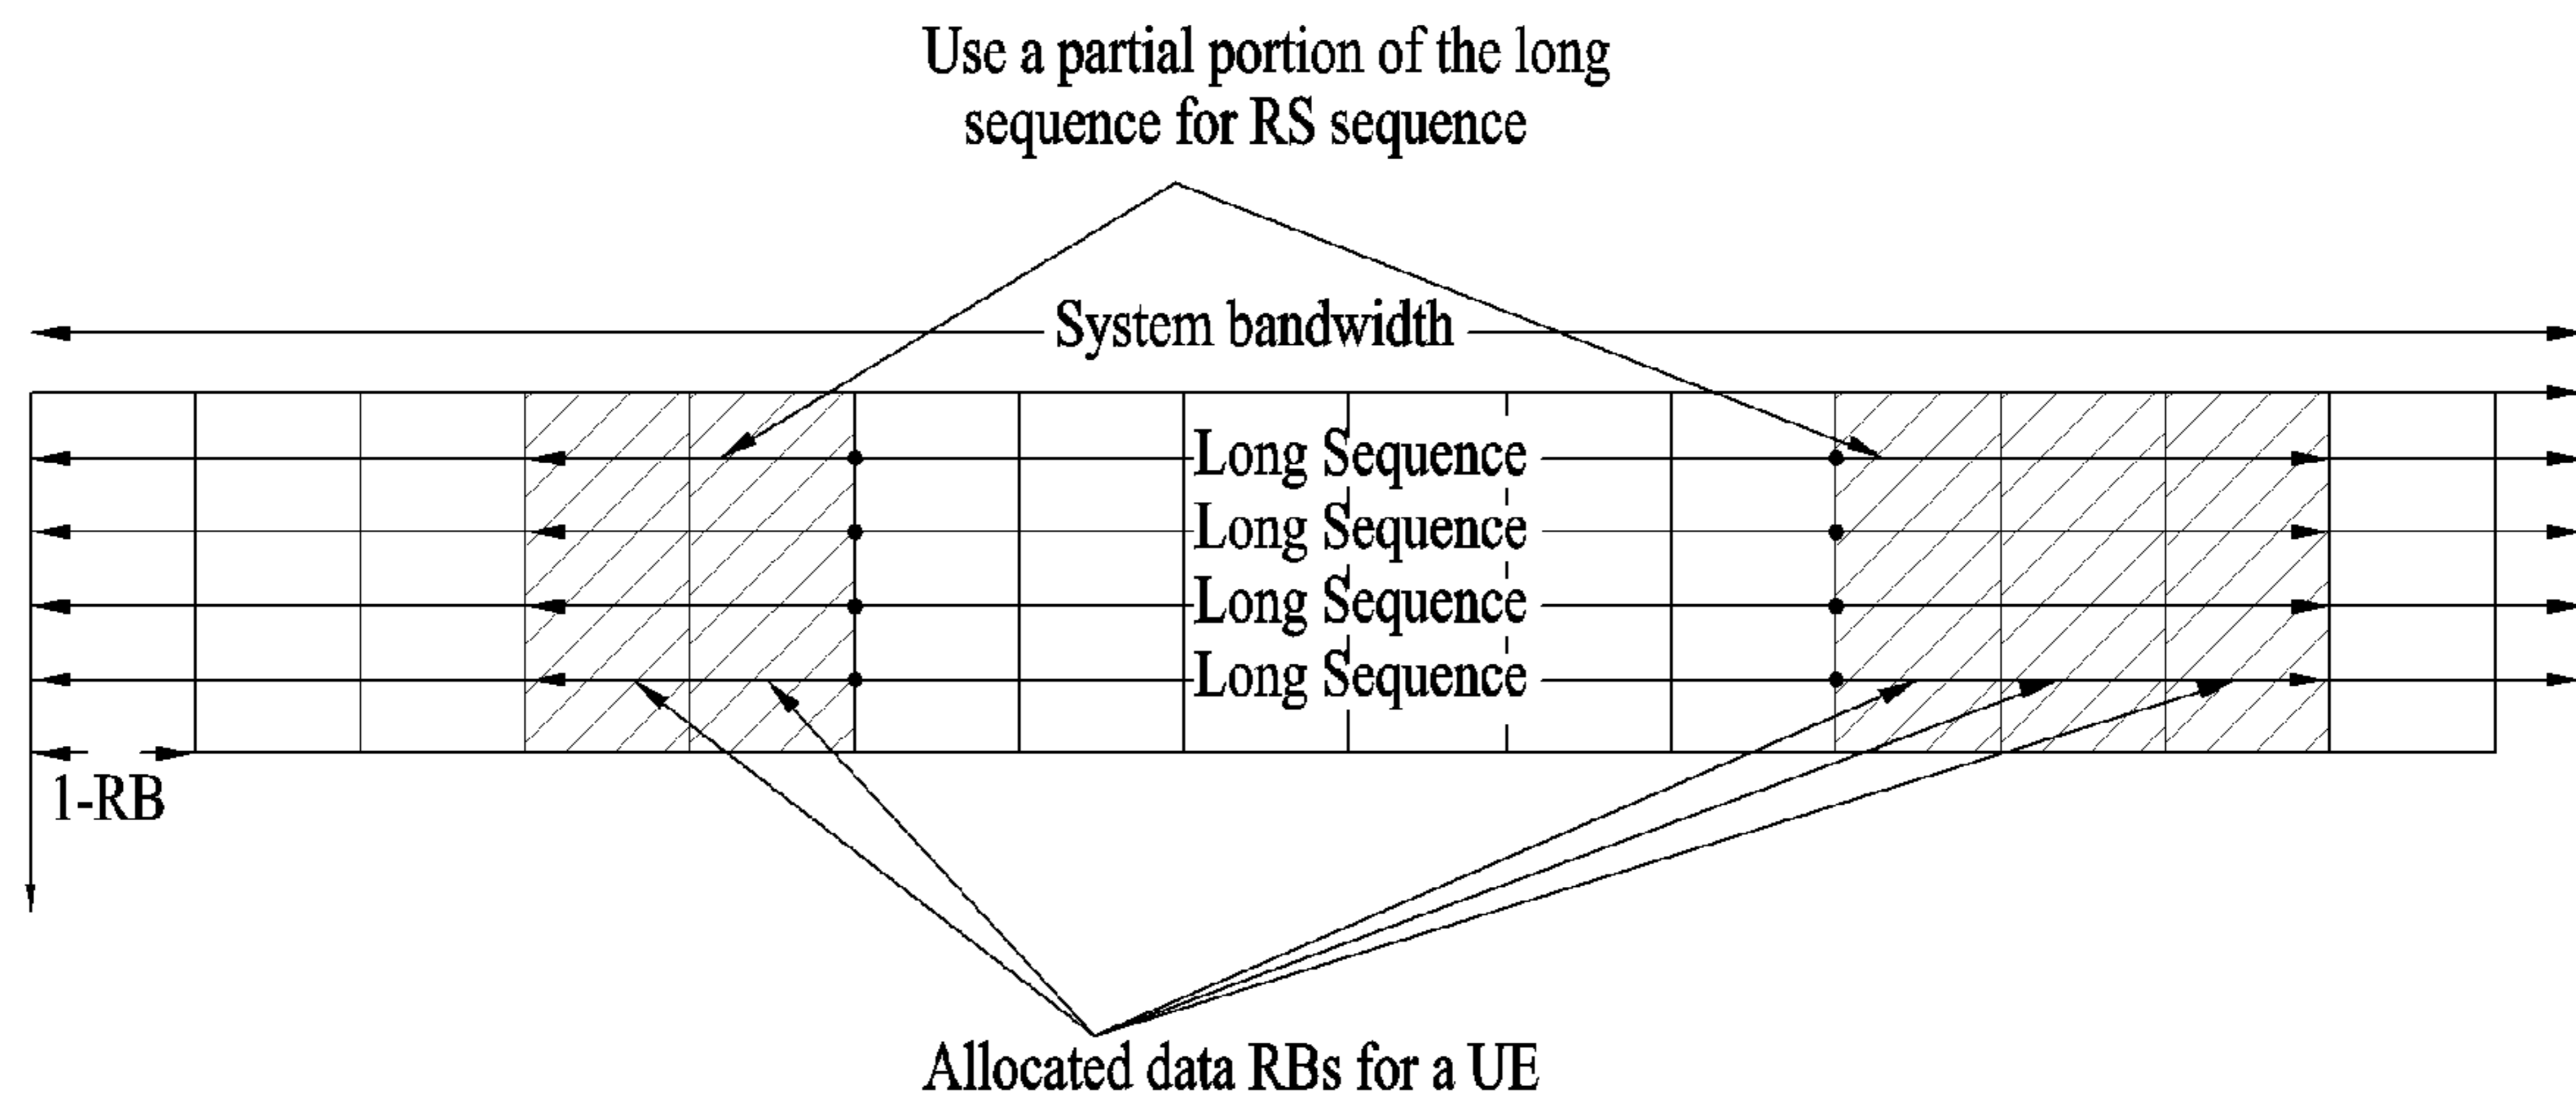 Use a partial portion of the long
sequence for RS sequence
System bandwidth
Long Sequence
Long Sequence
Long Sequence
Long Sequence
1-RB
Allocated data RBs for a UE